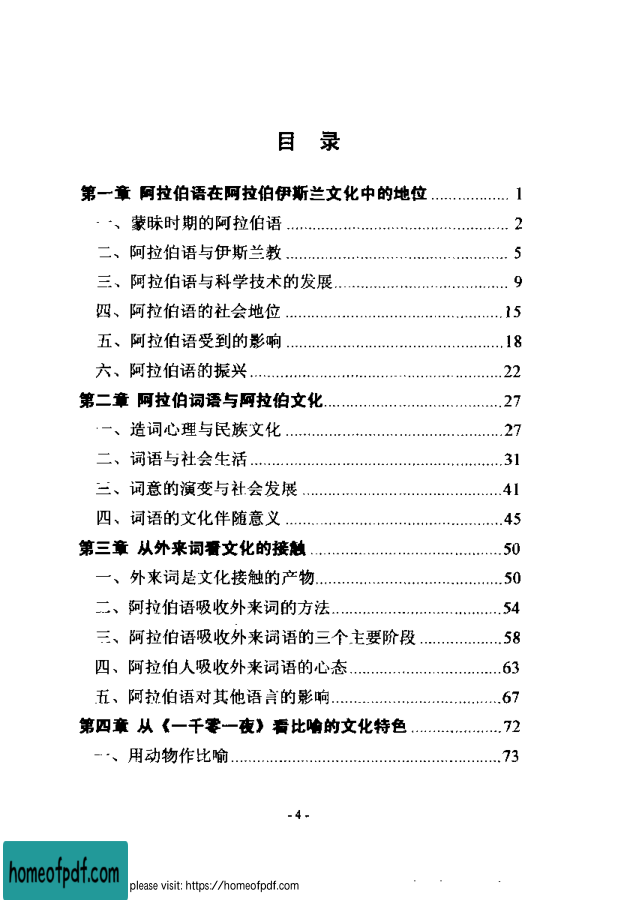 目 录
第一章 阿拉伯语在阿拉伯伊斯兰文化中的地位 .................. 1
一、蒙昧时期的阿拉伯语 .................. 2
二、阿拉伯语与伊斯兰教 .................. 5
三、阿拉伯语与科学技术的发展.................. 9
四、阿拉伯语的社会地位 ..................15
五、阿拉伯语受到的影响 ..................18
六、阿拉伯语的振兴..................22
第二章 阿拉伯词语与阿拉伯文化..................27
一、造词心理与民族文化 ..................27
二、词语与社会生活..................31
三、词意的演变与社会发展 ..................41
四、词语的文化伴随意义 ..................45
第三章 从外来词看文化的接触 ..................50
一、外来词是文化接触的产物..................50
二、阿拉伯语吸收外来词的方法..................54
三、阿拉伯语吸收外来词语的三个主要阶段 ..................58
四、阿拉伯人吸收外来词语的心态..................63
五、阿拉伯语对其他语言的影响..................67
第四章 从《一千零一夜》看比喻的文化特色 ..................72
一、用动物作比喻..................73
- 4 -
homeofpdf.com
please visit: https://homeofpdf.com